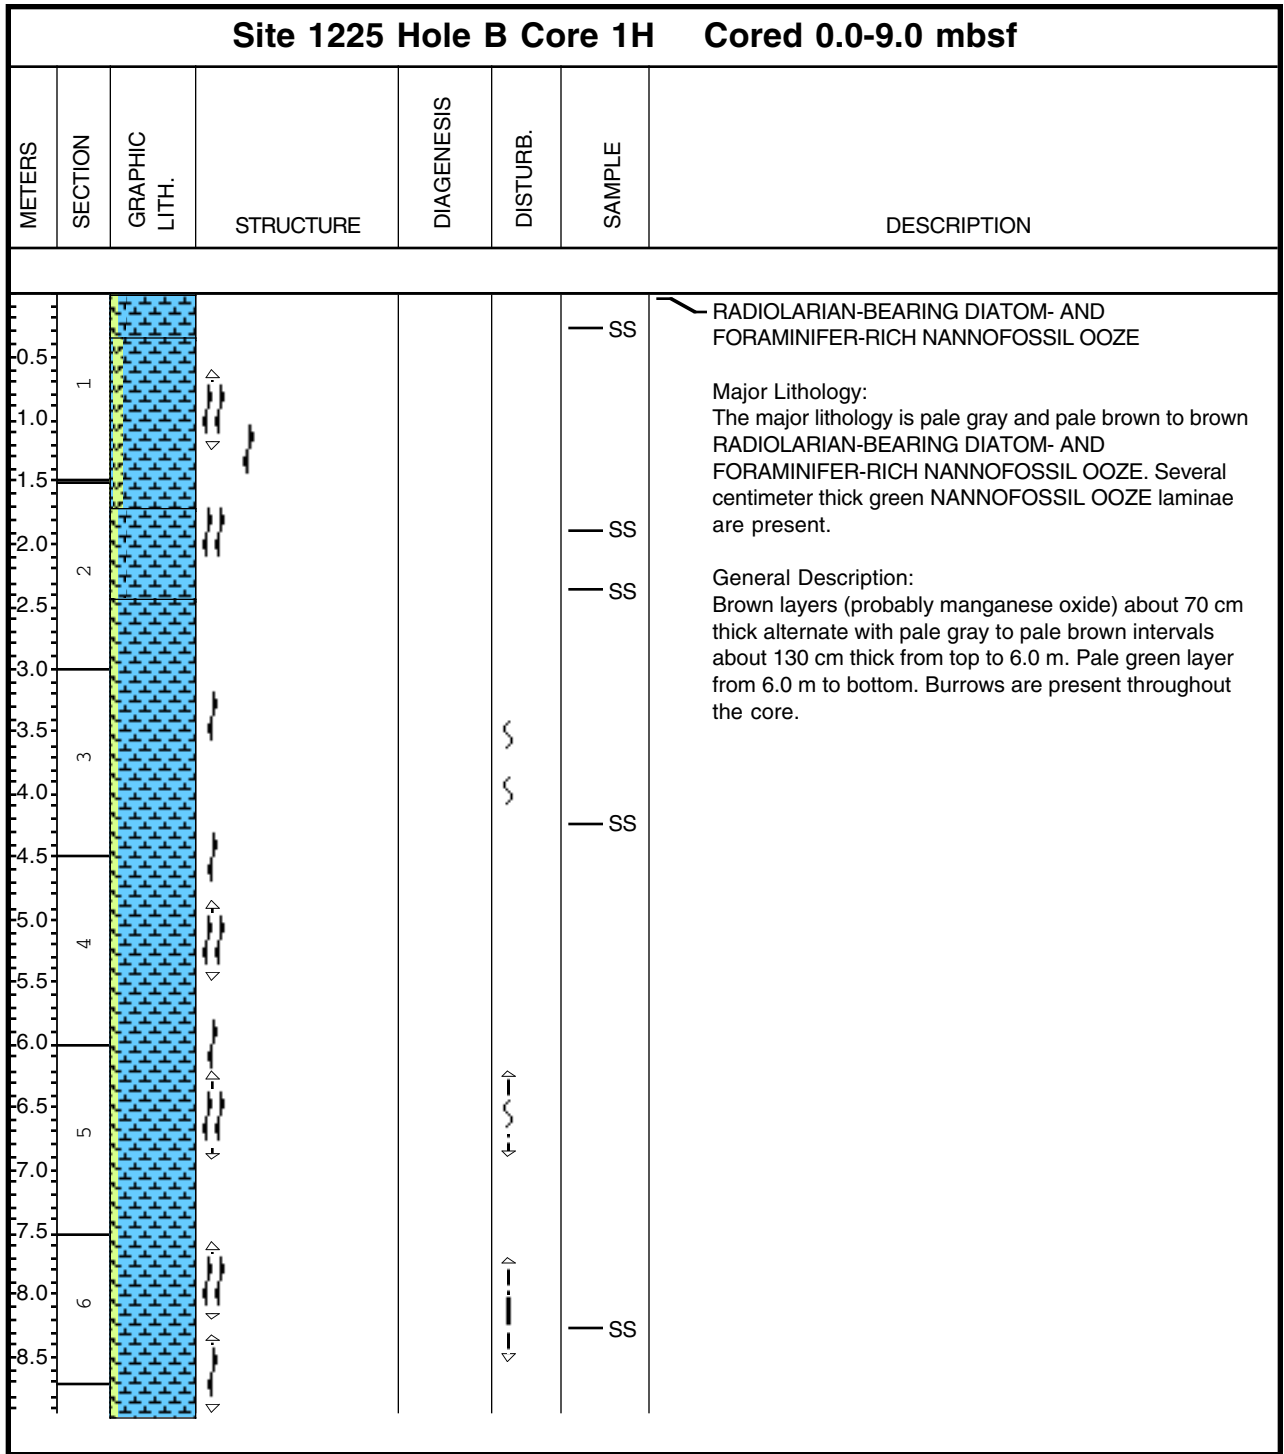 Site 1225 Hole B Core 1H Cored 0.0-9.0 mbsf
METERS
SECTION
GRAPHIC
LITH.
STRUCTURE
DIAGENESIS
DISTURB.
SAMPLE
DESCRIPTION
0.5
1.0
1.5
2.0
2.5
3.0
3.5
4.0
4.5
5.0
5.5
6.0
6.5
7.0
7.5
8.0
8.5
1
2
3
4
5
6
SS
SS
SS
SS
SS
RADIOLARIAN-BEARING DIATOM- AND
FORAMINIFER-RICH NANNOFOSSIL OOZE
Major Lithology:
The major lithology is pale gray and pale brown to brown
RADIOLARIAN-BEARING DIATOM- AND
FORAMINIFER-RICH NANNOFOSSIL OOZE. Several
centimeter thick green NANNOFOSSIL OOZE laminae
are present.
General Description:
Brown layers (probably manganese oxide) about 70 cm
thick alternate with pale gray to pale brown intervals
about 130 cm thick from top to 6.0 m. Pale green layer
from 6.0 m to bottom. Burrows are present throughout
the core.